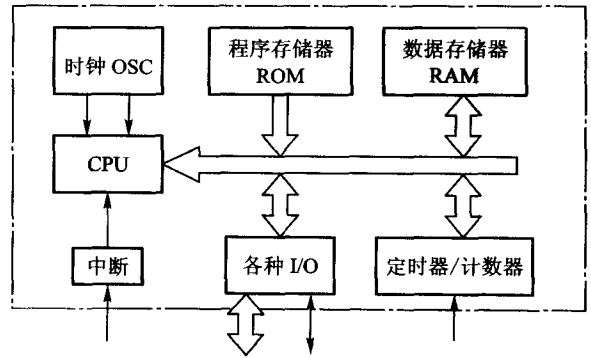 时钟 OSC
程序存储器
ROM
数据存储器
RAM
CPU
中断
各种 I/O
定时器/计数器